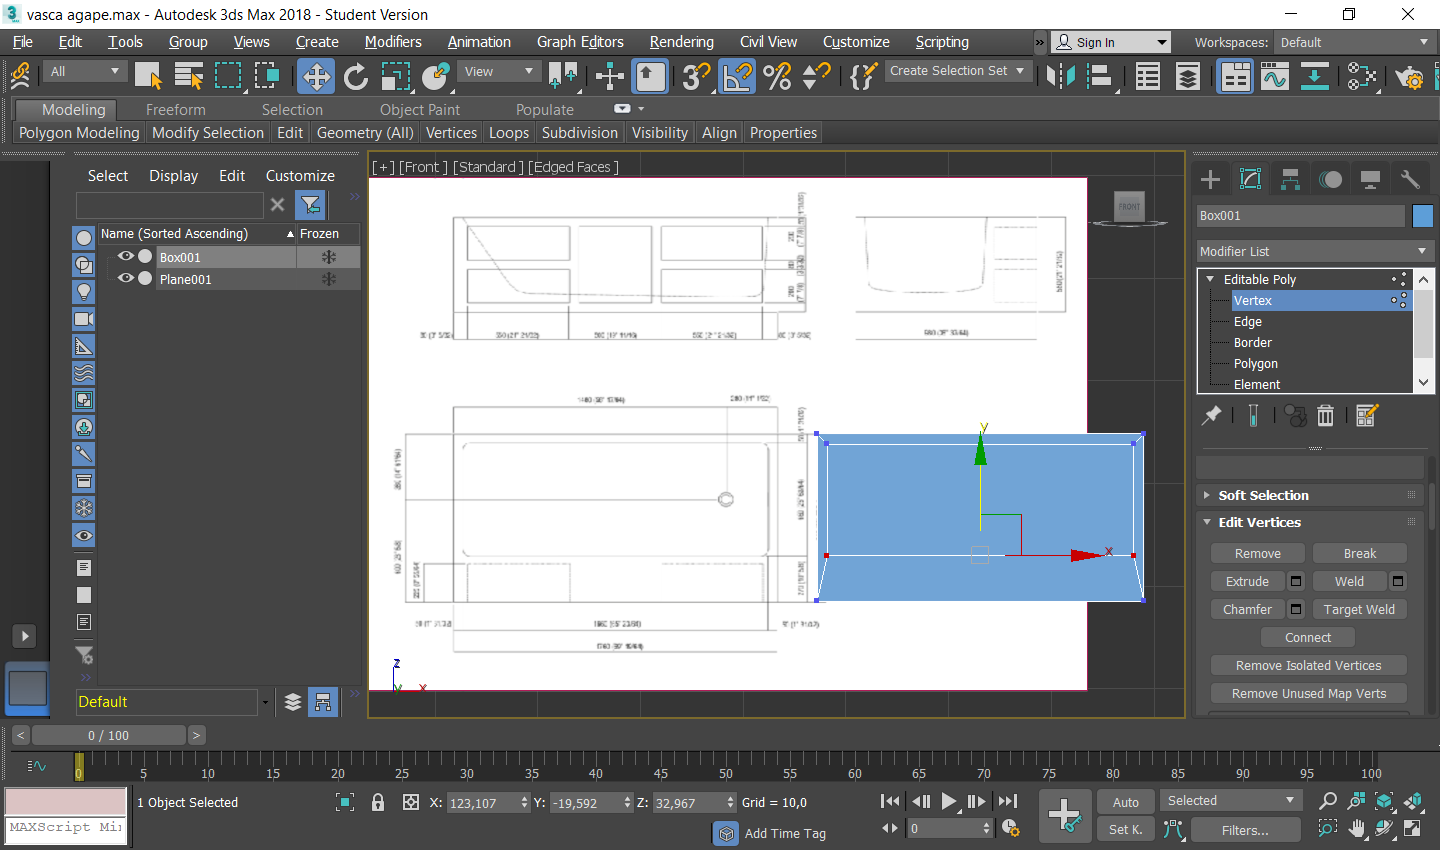 vasca agape.max - Autodesk 3ds Max 2018 - Student Version
File Edit Tools Group Views Create Modifiers Animation Graph Editors Rendering Civil View Customize Scripting » Sign In Workspaces: Default
All View Create Selection Set
Modeling Freeform Selection Object Paint Populate
Polygon Modeling Modify Selection Edit Geometry (All) Vertices Loops Subdivision Visibility Align Properties
[+] [Front ] [Standard ] [Edged Faces ]
Select Display Edit Customize
Name (Sorted Ascending) Frozen
Box001
Plane001
FRONT
y
x
z
y x
Box001
Modifier List
Editable Poly
Vertex
Edge
Border
Polygon
Element
Soft Selection
Edit Vertices
Remove Break
Extrude Weld
Chamfer Target Weld
Connect
Remove Isolated Vertices
Remove Unused Map Verts
Default
< 0 / 100 >
0 5 10 15 20 25 30 35 40 45 50 55 60 65 70 75 80 85 90 95 100
1 Object Selected X: 123,107 Y: -19,592 Z: 32,967 Grid = 10,0 Auto Selected
MAXScript Mi
Add Time Tag 0 Set K. Filters...